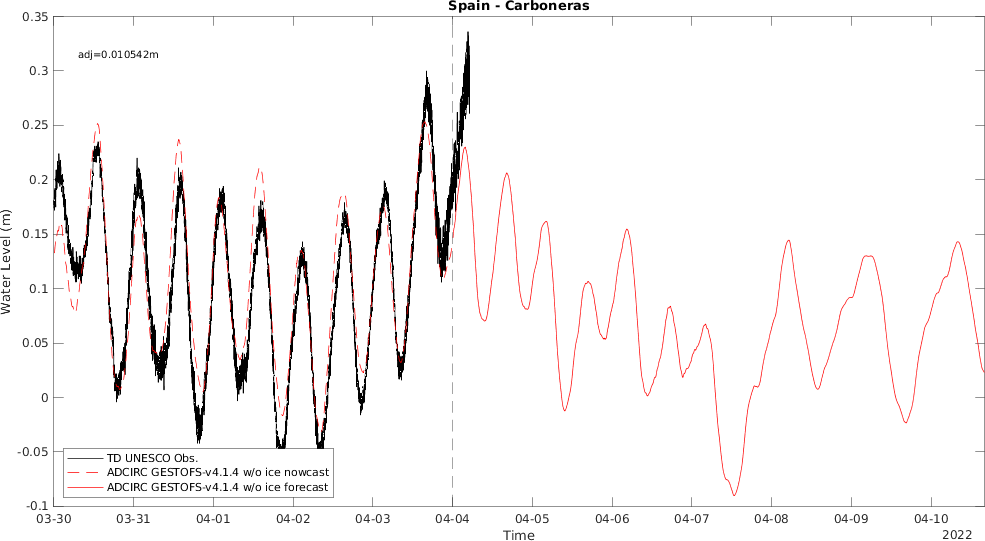 Spain - Carboneras
adj=0.010542m
0.35
0.3
0.25
0.2
0.15
0.1
0.05
0
-0.05
-0.1
Water Level (m)
TD UNESCO Obs.
ADCIRC GESTOFS-v4.1.4 w/o ice nowcast
ADCIRC GESTOFS-v4.1.4 w/o ice forecast
03-30 03-31 04-01 04-02 04-03 04-04 04-05 04-06 04-07 04-08 04-09 04-10
Time
2022